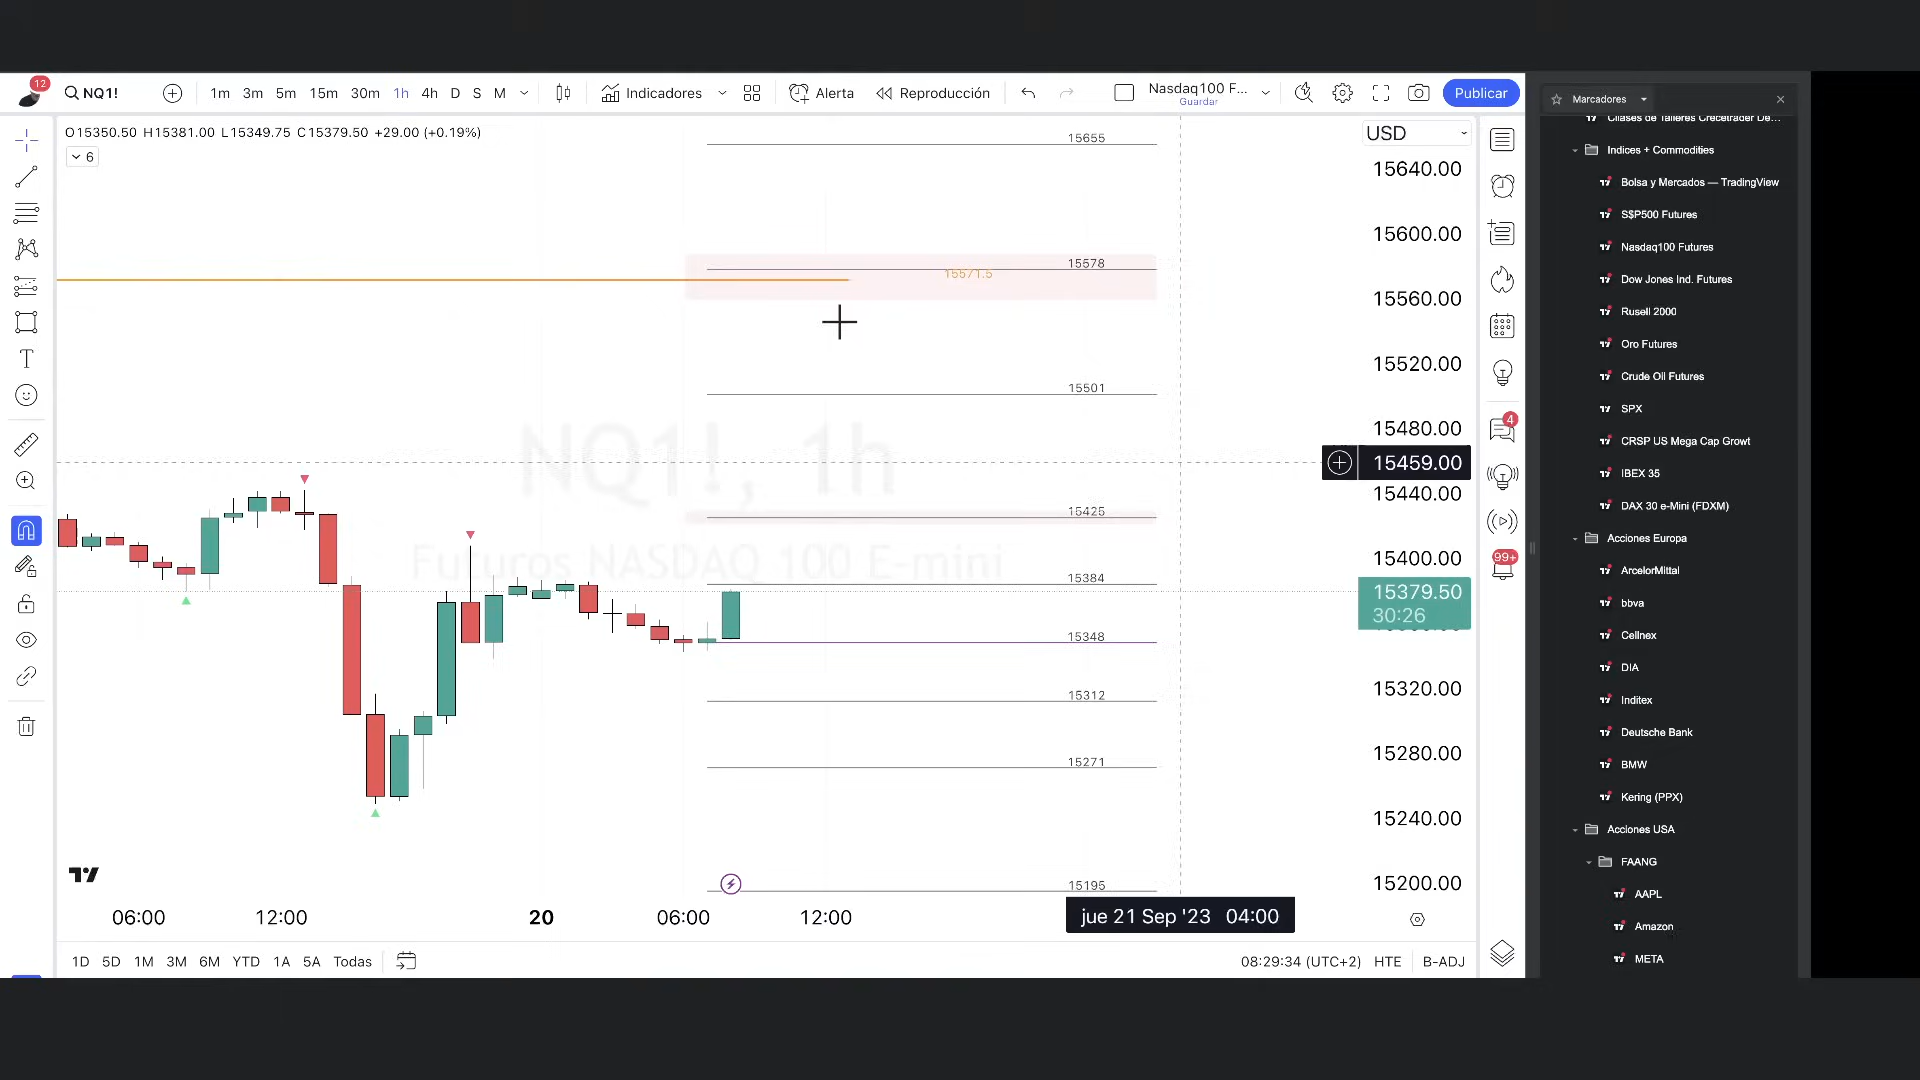 12
NQ1!
1m 3m 5m 15m 30m 1h 4h D S M
Indicadores
Alerta
Reproducción
Nasdaq100 F...
Guardar
Publicar
O15350.50 H15381.00 L15349.75 C15379.50 +29.00 (+0.19%)
6
USD
15640.00
15600.00
15560.00
15520.00
15480.00
15459.00
15440.00
15400.00
15379.50
30:26
15320.00
15280.00
15240.00
15200.00
15655
15578
15571.5
15501
15425
15384
15348
15312
15271
15195
NQ1!, 1h
Futuros NASDAQ 100 E-mini
06:00
12:00
20
06:00
12:00
jue 21 Sep '23 04:00
1D 5D 1M 3M 6M YTD 1A 5A Todas
08:29:34 (UTC+2) HTE B-ADJ
4
99+
Marcadores
Indices + Commodities
Bolsa y Mercados — TradingView
S$P500 Futures
Nasdaq100 Futures
Dow Jones Ind. Futures
Rusell 2000
Oro Futures
Crude Oil Futures
SPX
CRSP US Mega Cap Growt
IBEX 35
DAX 30 e-Mini (FDXM)
Acciones Europa
ArcelorMittal
bbva
Cellnex
DIA
Inditex
Deutsche Bank
BMW
Kering (PPX)
Acciones USA
FAANG
AAPL
Amazon
META